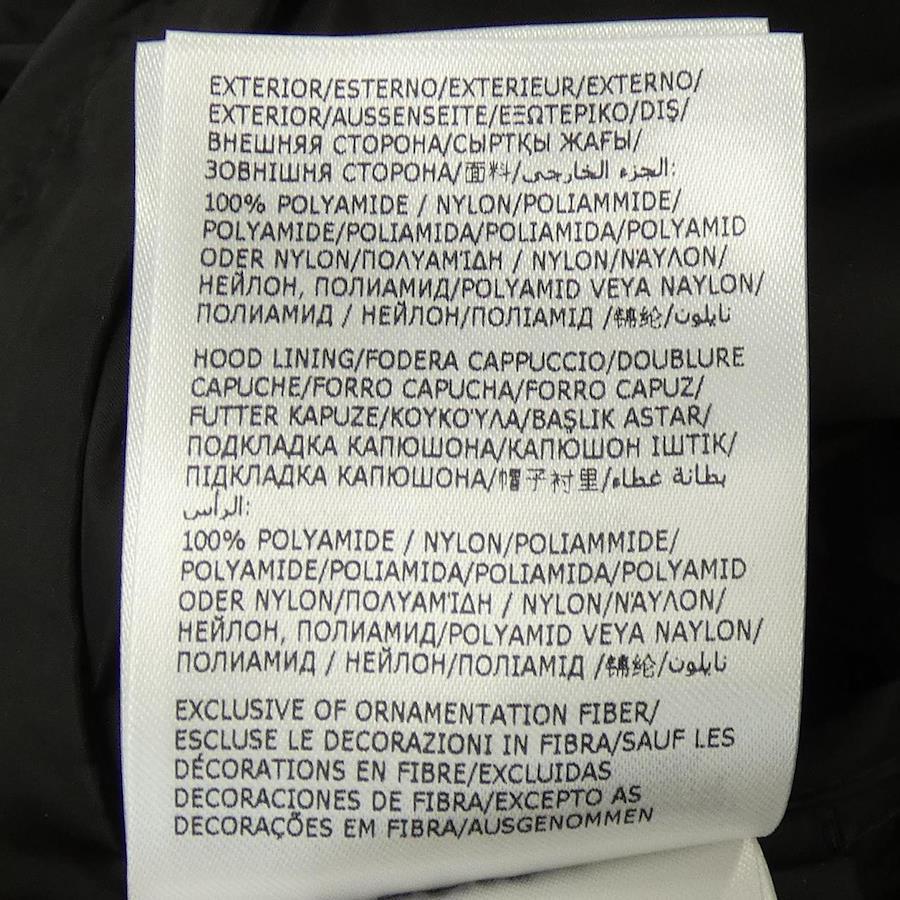 EXTERIOR/ESTERNO/EXTERIEUR/EXTERNO/
EXTERIOR/AUSSENSEITE/ΕΞΩΤΕΡΙΚΟ/DIŞ/
ВНЕШНЯЯ СТОРОНА/СЫРТҚЫ ЖАҒЫ/
ЗОВНІШНЯ СТОРОНА/面料/الجزء الخارجى:
100% POLYAMIDE / NYLON/POLIAMMIDE/
POLYAMIDE/POLIAMIDA/POLIAMIDA/POLYAMID
ODER NYLON/ΠΟΛΥΑΜΊΔΗ / NYLON/ΝΆΥΛΟΝ/
НЕЙЛОН, ПОЛИАМИД/POLYAMID VEYA NAYLON/
ПОЛИАМИД / НЕЙЛОН/ПОЛІАМІД /锦纶/نايلون
HOOD LINING/FODERA CAPPUCCIO/DOUBLURE
CAPUCHE/FORRO CAPUCHA/FORRO CAPUZ/
FUTTER KAPUZE/ΚΟΥΚΟΎΛΑ/BAŞLIK ASTAR/
ПОДКЛАДКА КАПЮШОНА/КАПЮШОН ІШТІК/
ПІДКЛАДКА КАПЮШОНА/帽子衬里/بطانة غطاء
الرأس:
100% POLYAMIDE / NYLON/POLIAMMIDE/
POLYAMIDE/POLIAMIDA/POLIAMIDA/POLYAMID
ODER NYLON/ΠΟΛΥΑΜΊΔΗ / NYLON/ΝΆΥΛΟΝ/
НЕЙЛОН, ПОЛИАМИД/POLYAMID VEYA NAYLON/
ПОЛИАМИД / НЕЙЛОН/ПОЛІАМІД /锦纶/نايلون
EXCLUSIVE OF ORNAMENTATION FIBER/
ESCLUSE LE DECORAZIONI IN FIBRA/SAUF LES
DÉCORATIONS EN FIBRE/EXCLUIDAS
DECORACIONES DE FIBRA/EXCEPTO AS
DECORAÇÕES EM FIBRA/AUSGENOMMEN